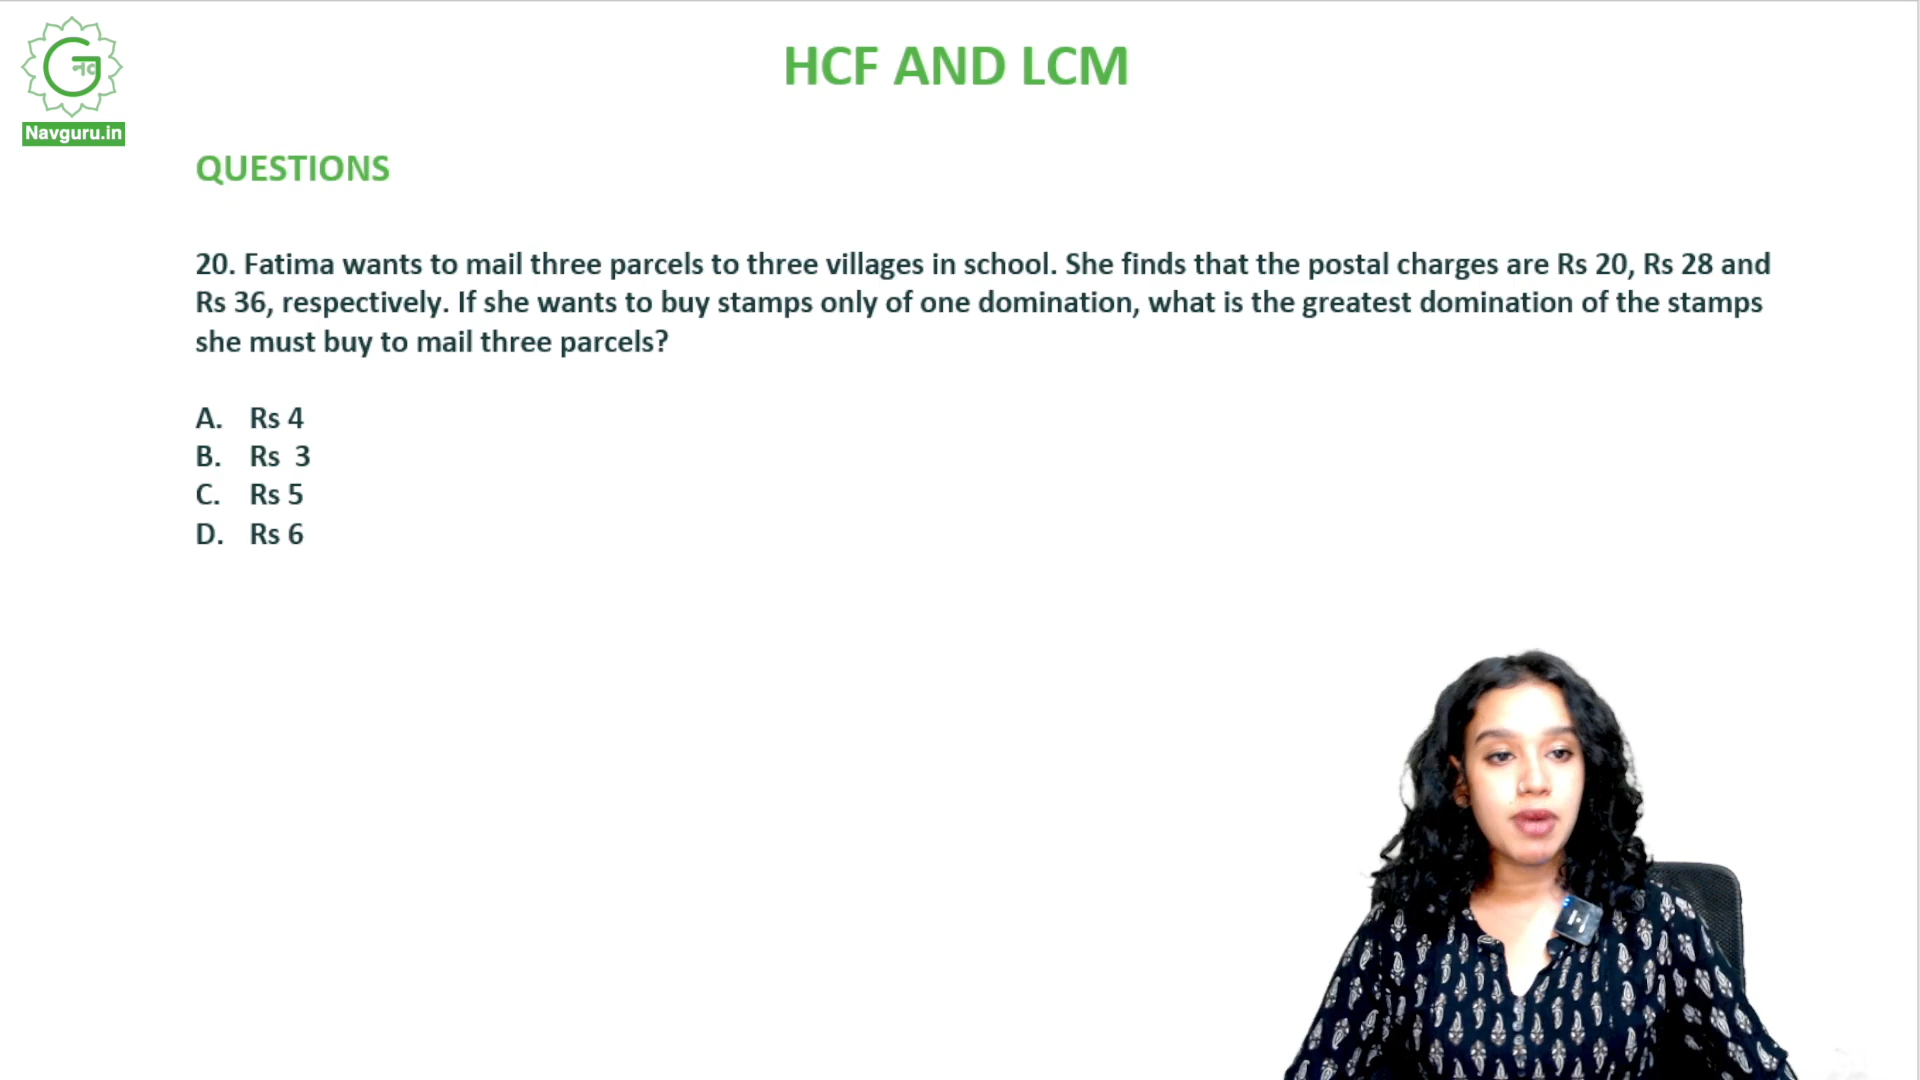 नव
Navguru.in
HCF AND LCM
QUESTIONS
20. Fatima wants to mail three parcels to three villages in school. She finds that the postal charges are Rs 20, Rs 28 and
Rs 36, respectively. If she wants to buy stamps only of one domination, what is the greatest domination of the stamps
she must buy to mail three parcels?
A. Rs 4
B. Rs 3
C. Rs 5
D. Rs 6